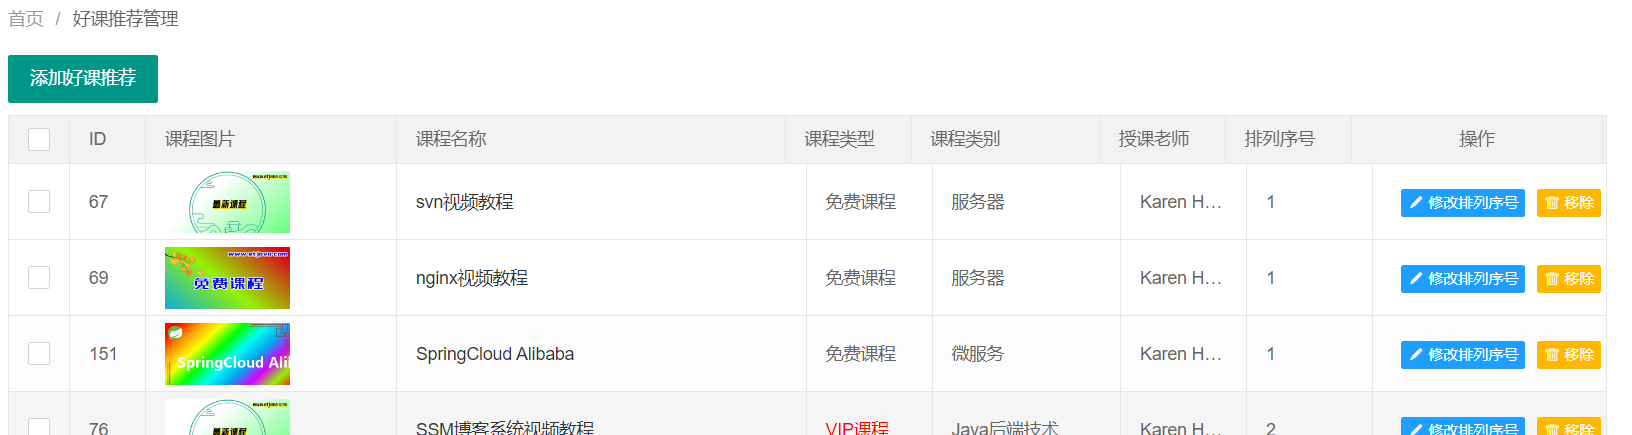 首页 / 好课推荐管理
添加好课推荐
ID 课程图片 课程名称 课程类型 课程类别 授课老师 排列序号 操作
www.etjava.com
最新课程
67 svn视频教程 免费课程 服务器 Karen H... 1 修改排列序号 移除
www.etjava.com
免费课程
69 nginx视频教程 免费课程 服务器 Karen H... 1 修改排列序号 移除
SpringCloud Ali
151 SpringCloud Alibaba 免费课程 微服务 Karen H... 1 修改排列序号 移除
www.etjava.com
最新课程
76 SSM博客系统视频教程 VIP课程 Java后端技术 Karen H... 2 修改排列序号 移除